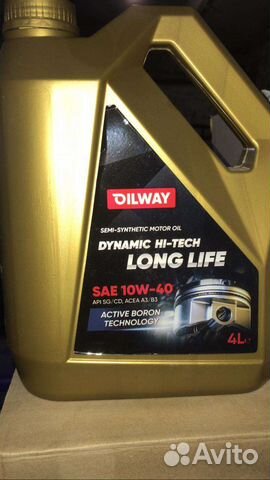 OILWAY
SEMI-SYNTHETIC MOTOR OIL
DYNAMIC HI-TECH
LONG LIFE
SAE 10W-40
API SG/CD, ACEA A3/B3
ACTIVE BORON
TECHNOLOGY
4L
Avito